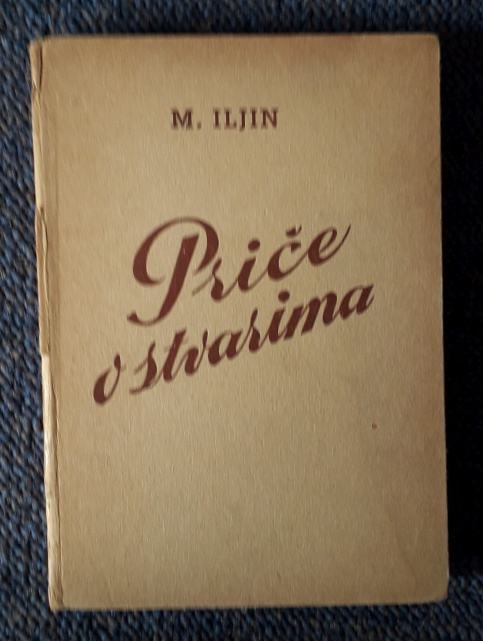 M. ILJIN
Priče
o stvarima